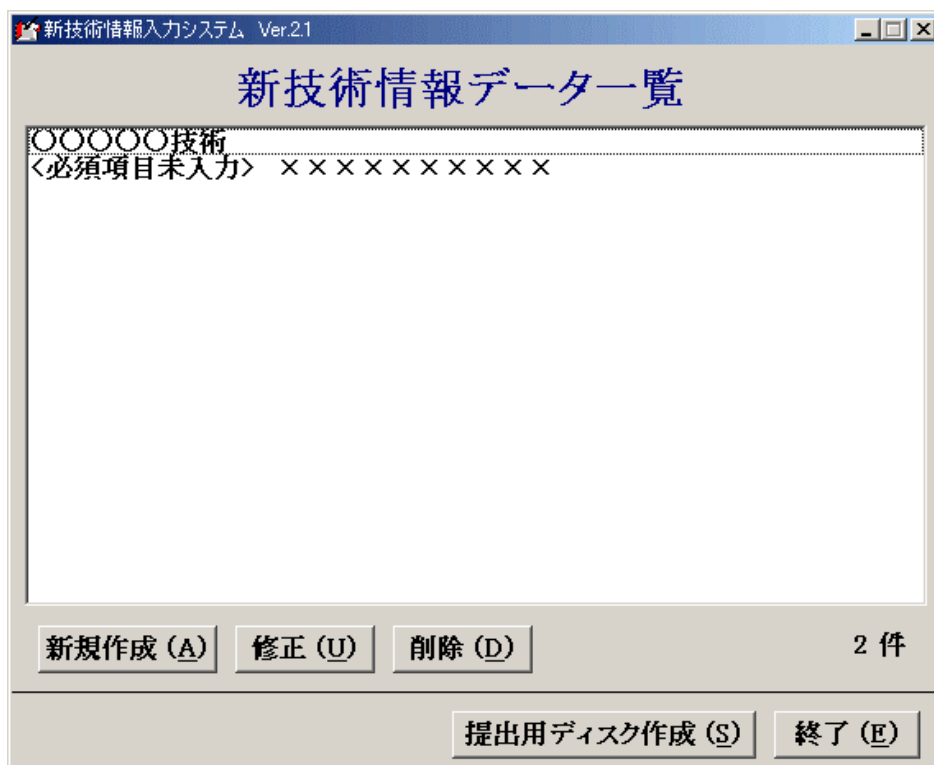 新技術情報入力システム Ver.2.1
新技術情報データ一覧
○○○○○技術
<必須項目未入力> ××××××××××
新規作成 (A) 修正 (U) 削除 (D) 2 件
提出用ディスク作成 (S) 終了 (E)